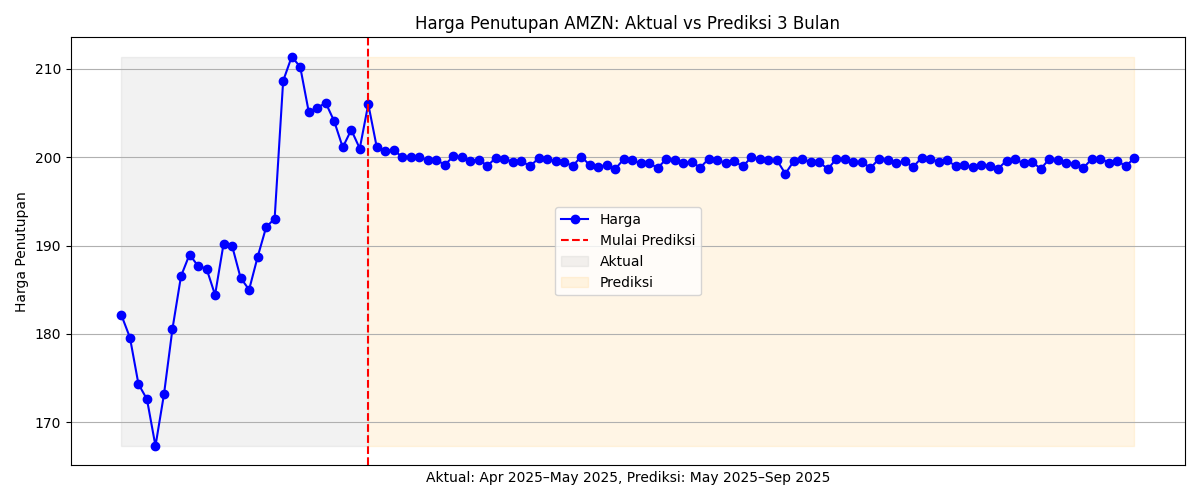 Harga Penutupan AMZN: Aktual vs Prediksi 3 Bulan
Harga Penutupan
210
200
190
180
170
Harga
Mulai Prediksi
Aktual
Prediksi
Aktual: Apr 2025–May 2025, Prediksi: May 2025–Sep 2025